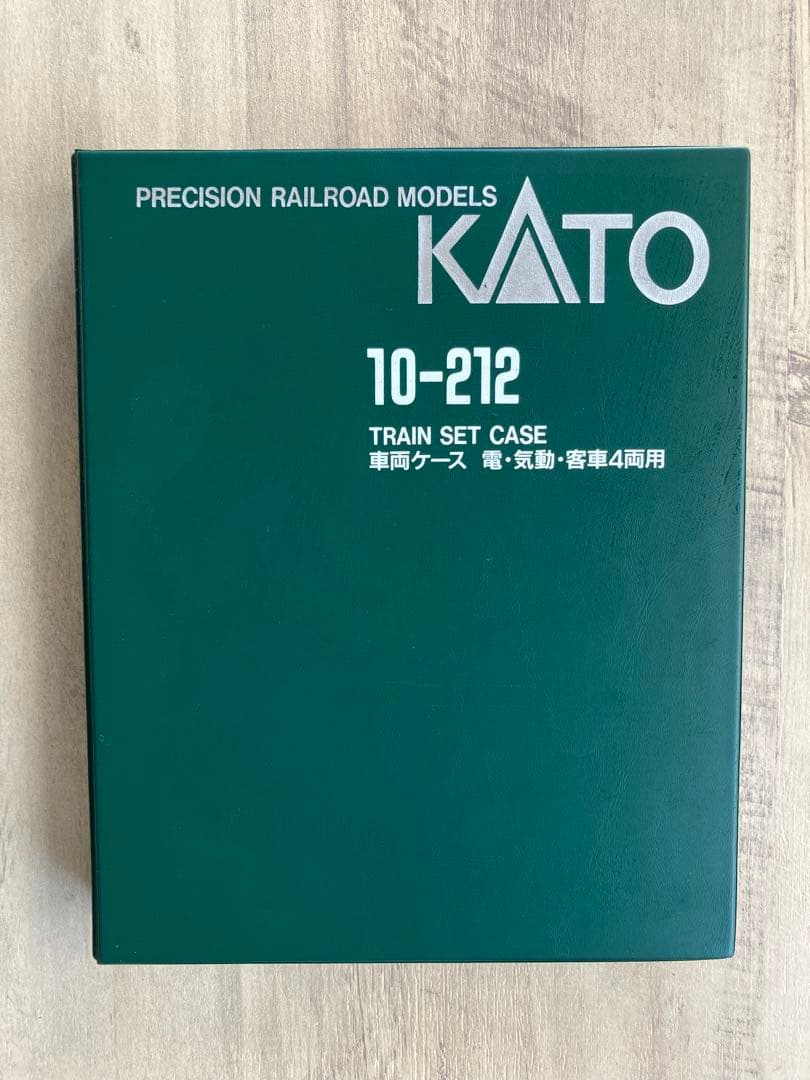 PRECISION RAILROAD MODELS
KATO
10-212
TRAIN SET CASE
車両ケース 電・気動・客車4両用